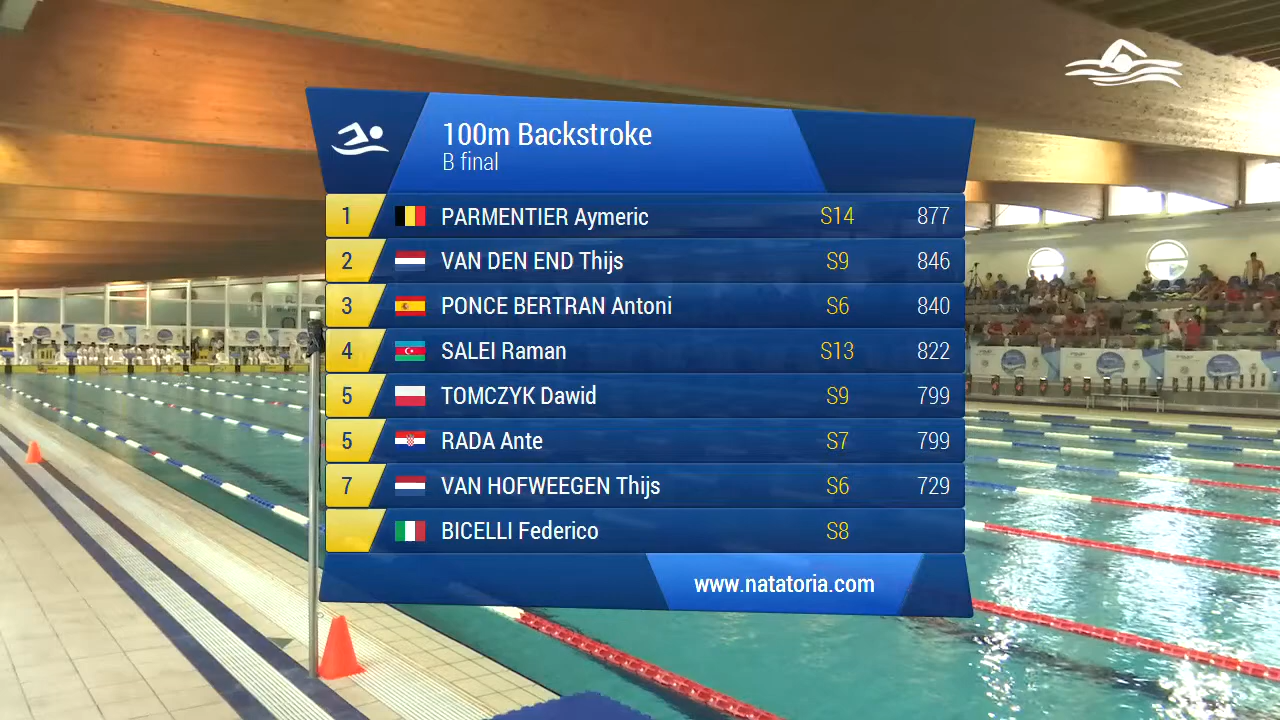 100m Backstroke
B final
1 PARMENTIER Aymeric S14 877
2 VAN DEN END Thijs S9 846
3 PONCE BERTRAN Antoni S6 840
4 SALEI Raman S13 822
5 TOMCZYK Dawid S9 799
5 RADA Ante S7 799
7 VAN HOFWEEGEN Thijs S6 729
BICELLI Federico S8
www.natatoria.com